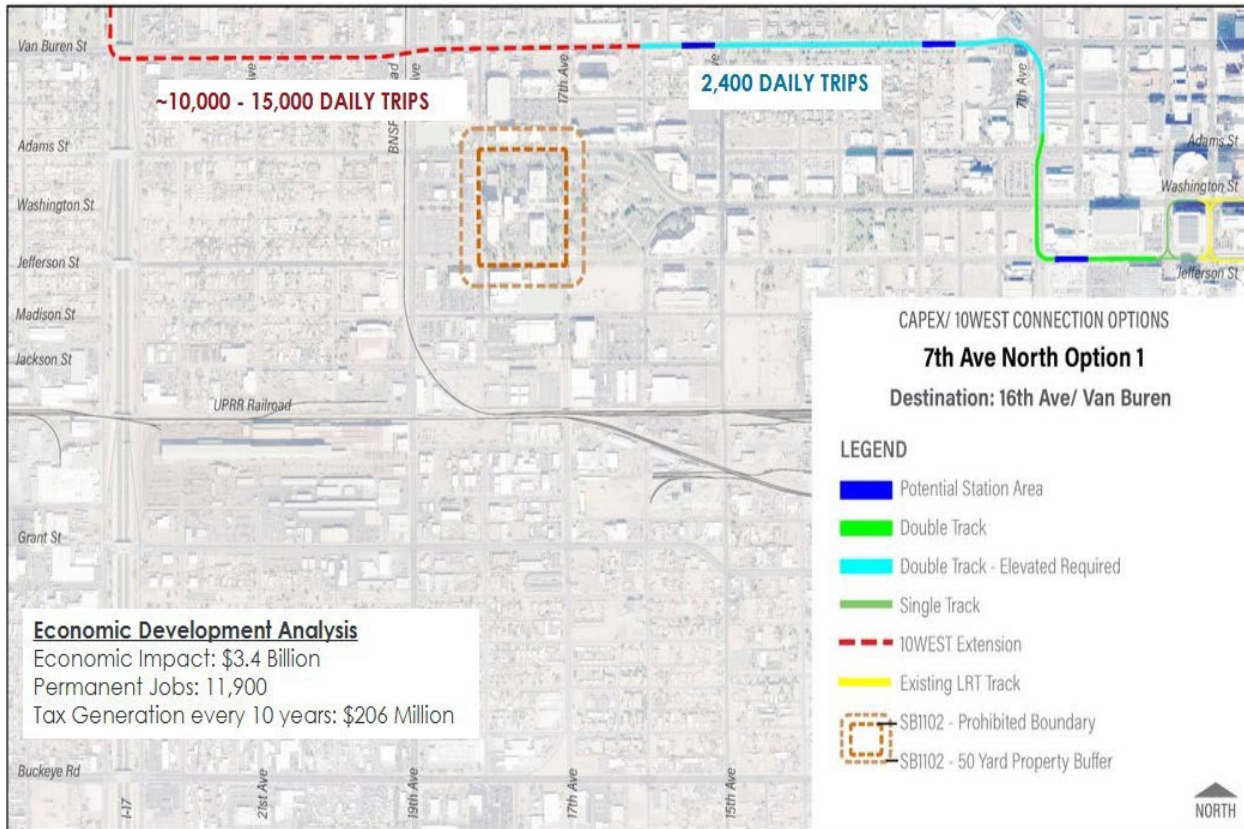 Van Buren St
~10,000 - 15,000 DAILY TRIPS
2,400 DAILY TRIPS
Ave
BNSF
ad
Ave
17th Ave
Ave
7th Ave
Adams St
Adams St
Washington St
Washington St
Jefferson St
Jefferson St
Madison St
Jackson St
UPRR Railroad
Grant St
Buckeye Rd
I-17
21st Ave
19th Ave
17th Ave
15th Ave
Economic Development Analysis
Economic Impact: $3.4 Billion
Permanent Jobs: 11,900
Tax Generation every 10 years: $206 Million
CAPEX/ 10WEST CONNECTION OPTIONS
7th Ave North Option 1
Destination: 16th Ave/ Van Buren
LEGEND
Potential Station Area
Double Track
Double Track - Elevated Required
Single Track
10WEST Extension
Existing LRT Track
SB1102 - Prohibited Boundary
SB1102 - 50 Yard Property Buffer
NORTH